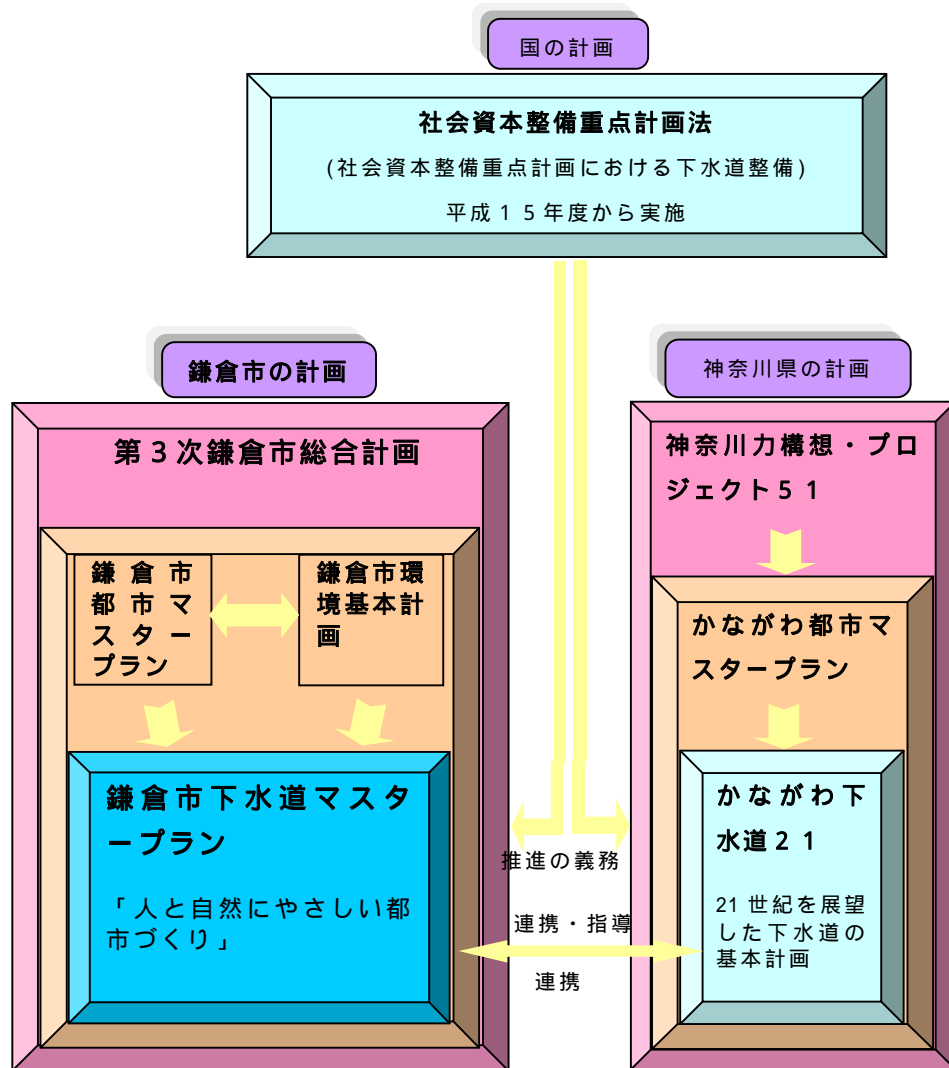 国の計画
社会資本整備重点計画法
(社会資本整備重点計画における下水道整備)
平成１５年度から実施
鎌倉市の計画
第３次鎌倉市総合計画
鎌倉市
都市マ
スター
プラン
鎌倉市環
境基本計
画
鎌倉市下水道マスタ
ープラン
「人と自然にやさしい都
市づくり」
推進の義務
連携・指導
連携
神奈川県の計画
神奈川力構想・プロ
ジェクト５１
かながわ都市マ
スタープラン
かながわ下
水道２１
21世紀を展望
した下水道の
基本計画